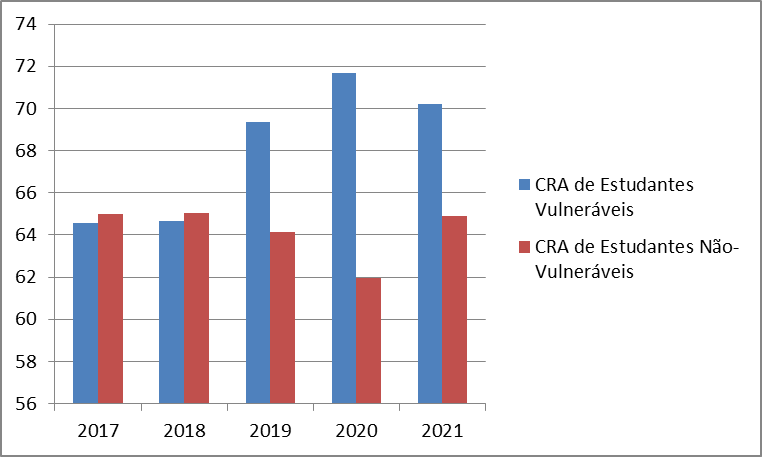 74
72
70
68
66
64
62
60
58
56
2017 2018 2019 2020 2021
CRA de Estudantes
Vulneráveis
CRA de Estudantes Não-
Vulneráveis